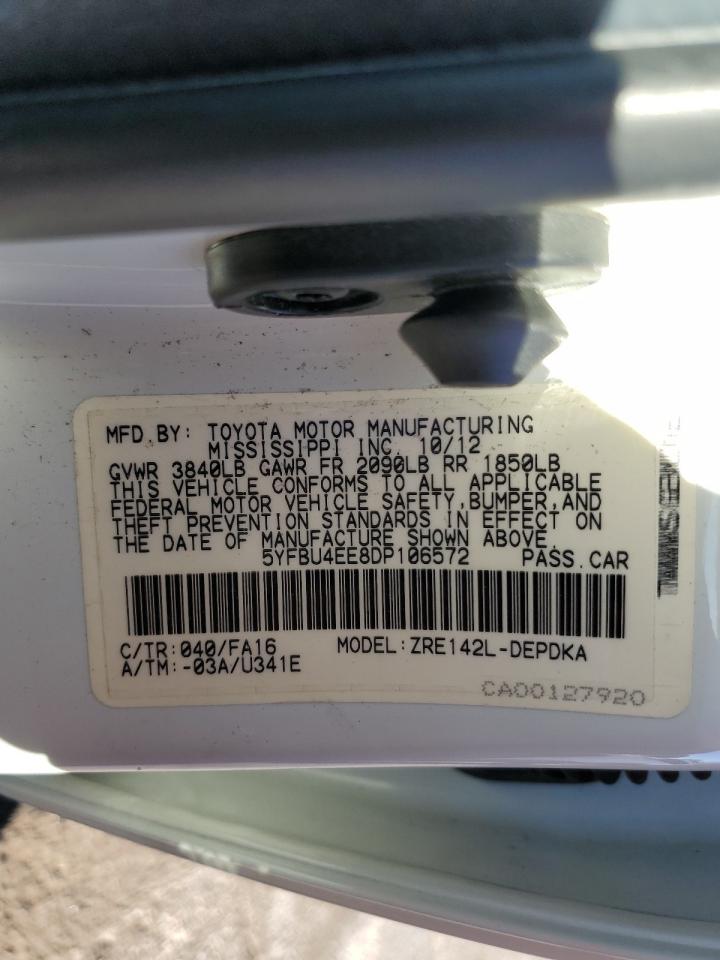 MFD.BY: TOYOTA MOTOR MANUFACTURING
MISSISSIPPI INC. 10/12
GVWR 3840LB GAWR FR 2090LB RR 1850LB
THIS VEHICLE CONFORMS TO ALL APPLICABLE
FEDERAL MOTOR VEHICLE SAFETY,BUMPER,AND
THEFT PREVENTION STANDARDS IN EFFECT ON
THE DATE OF MANUFACTURE SHOWN ABOVE.
5YFBU4EE8DP106572 PASS.CAR
C/TR:040/FA16 MODEL:ZRE142L-DEPDKA
A/TM:-03A/U341E
CA00127920